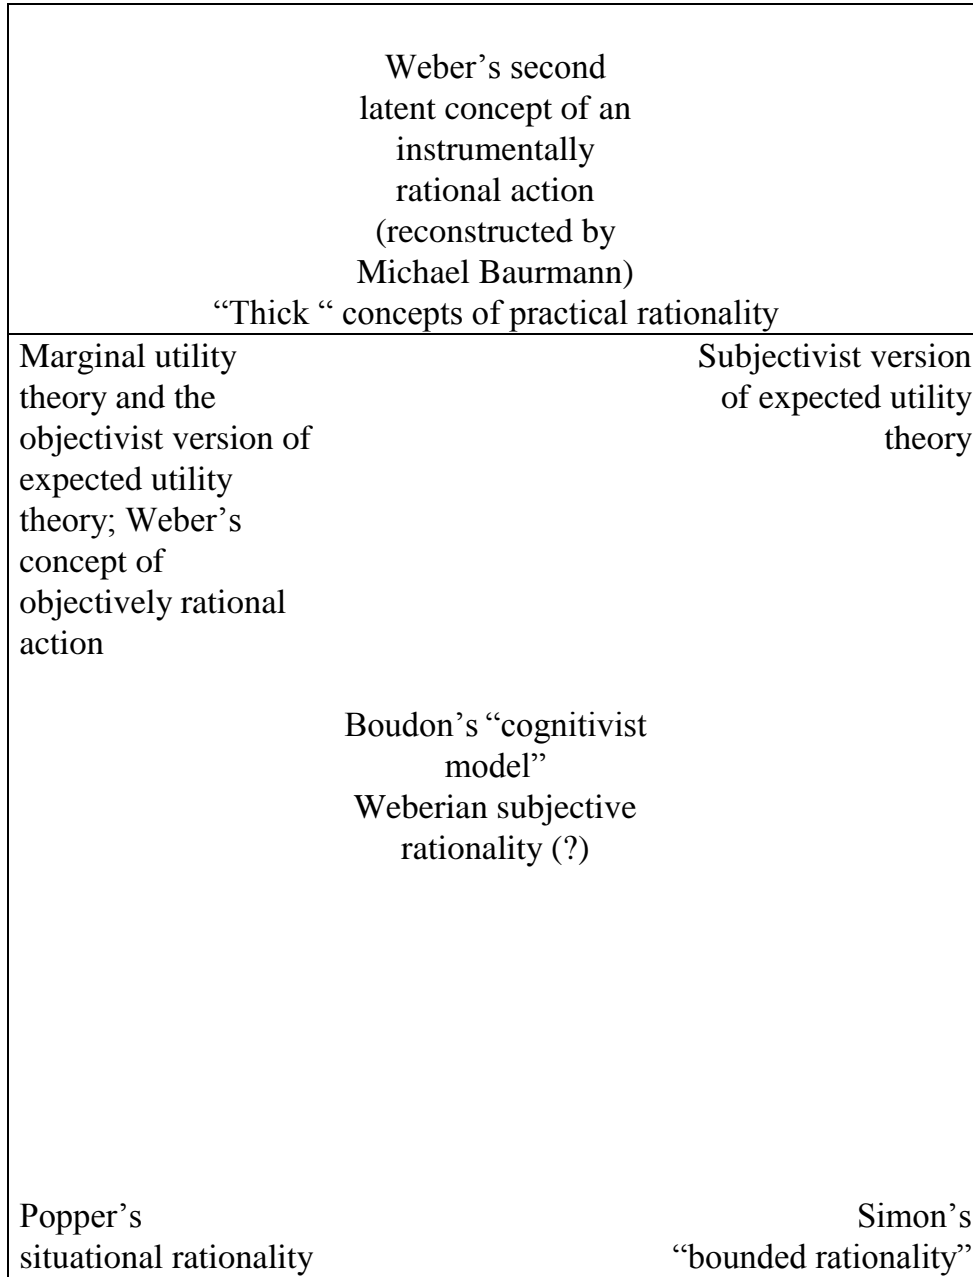 Weber’s second
latent concept of an
instrumentally
rational action
(reconstructed by
Michael Baurmann)
“Thick “ concepts of practical rationality
Marginal utility
theory and the
objectivist version of
expected utility
theory; Weber’s
concept of
objectively rational
action
Subjectivist version
of expected utility
theory
Boudon’s “cognitivist
model”
Weberian subjective
rationality (?)
Popper’s
situational rationality
Simon’s
“bounded rationality”